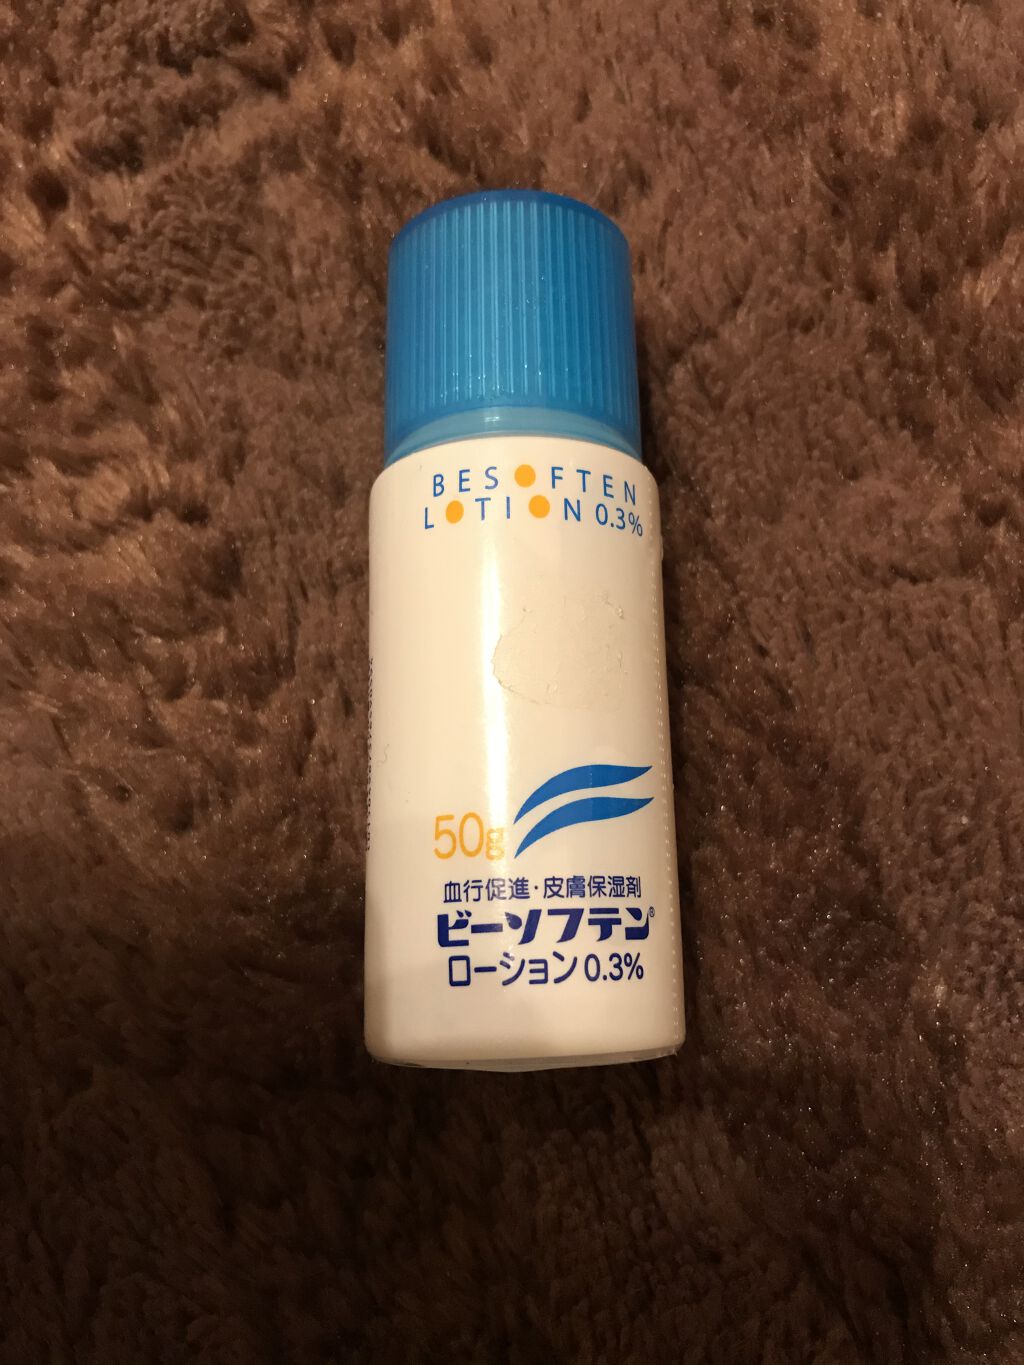 BESOFTEN
LOTION 0.3%
50g
血行促進・皮膚保湿剤
ビーソフテン®
ローション0.3%